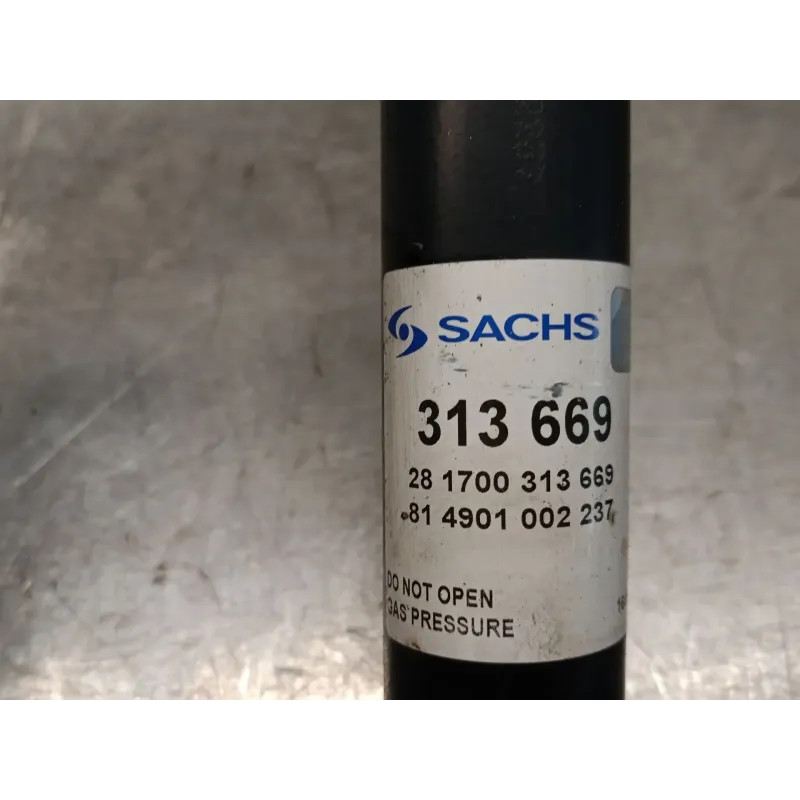 SACHS
313 669
28 1700 313 669
81 4901 002 237
DO NOT OPEN
GAS PRESSURE